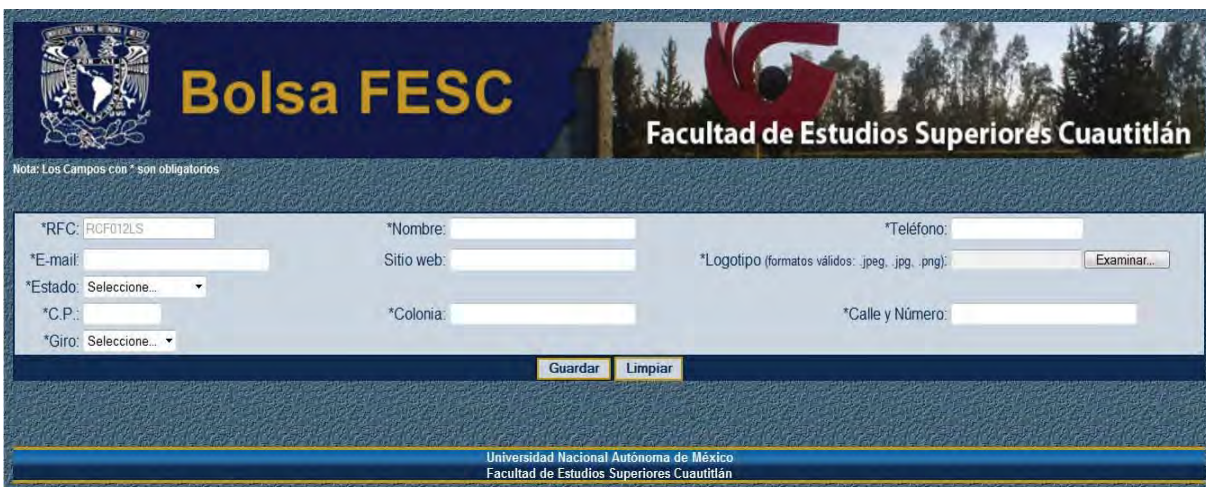 Bolsa FESC
Facultad de Estudios Superiores Cuautitlán
Nota: Los Campos con * son obligatorios
*RFC: RCF012LS *Nombre: *Teléfono:
*E-mail: Sitio web: *Logotipo (formatos válidos: .jpeg, .jpg, .png): Examinar...
*Estado: Seleccione...
*C.P.: *Colonia: *Calle y Número:
*Giro: Seleccione...
Guardar Limpiar
Universidad Nacional Autónoma de México
Facultad de Estudios Superiores Cuautitlán